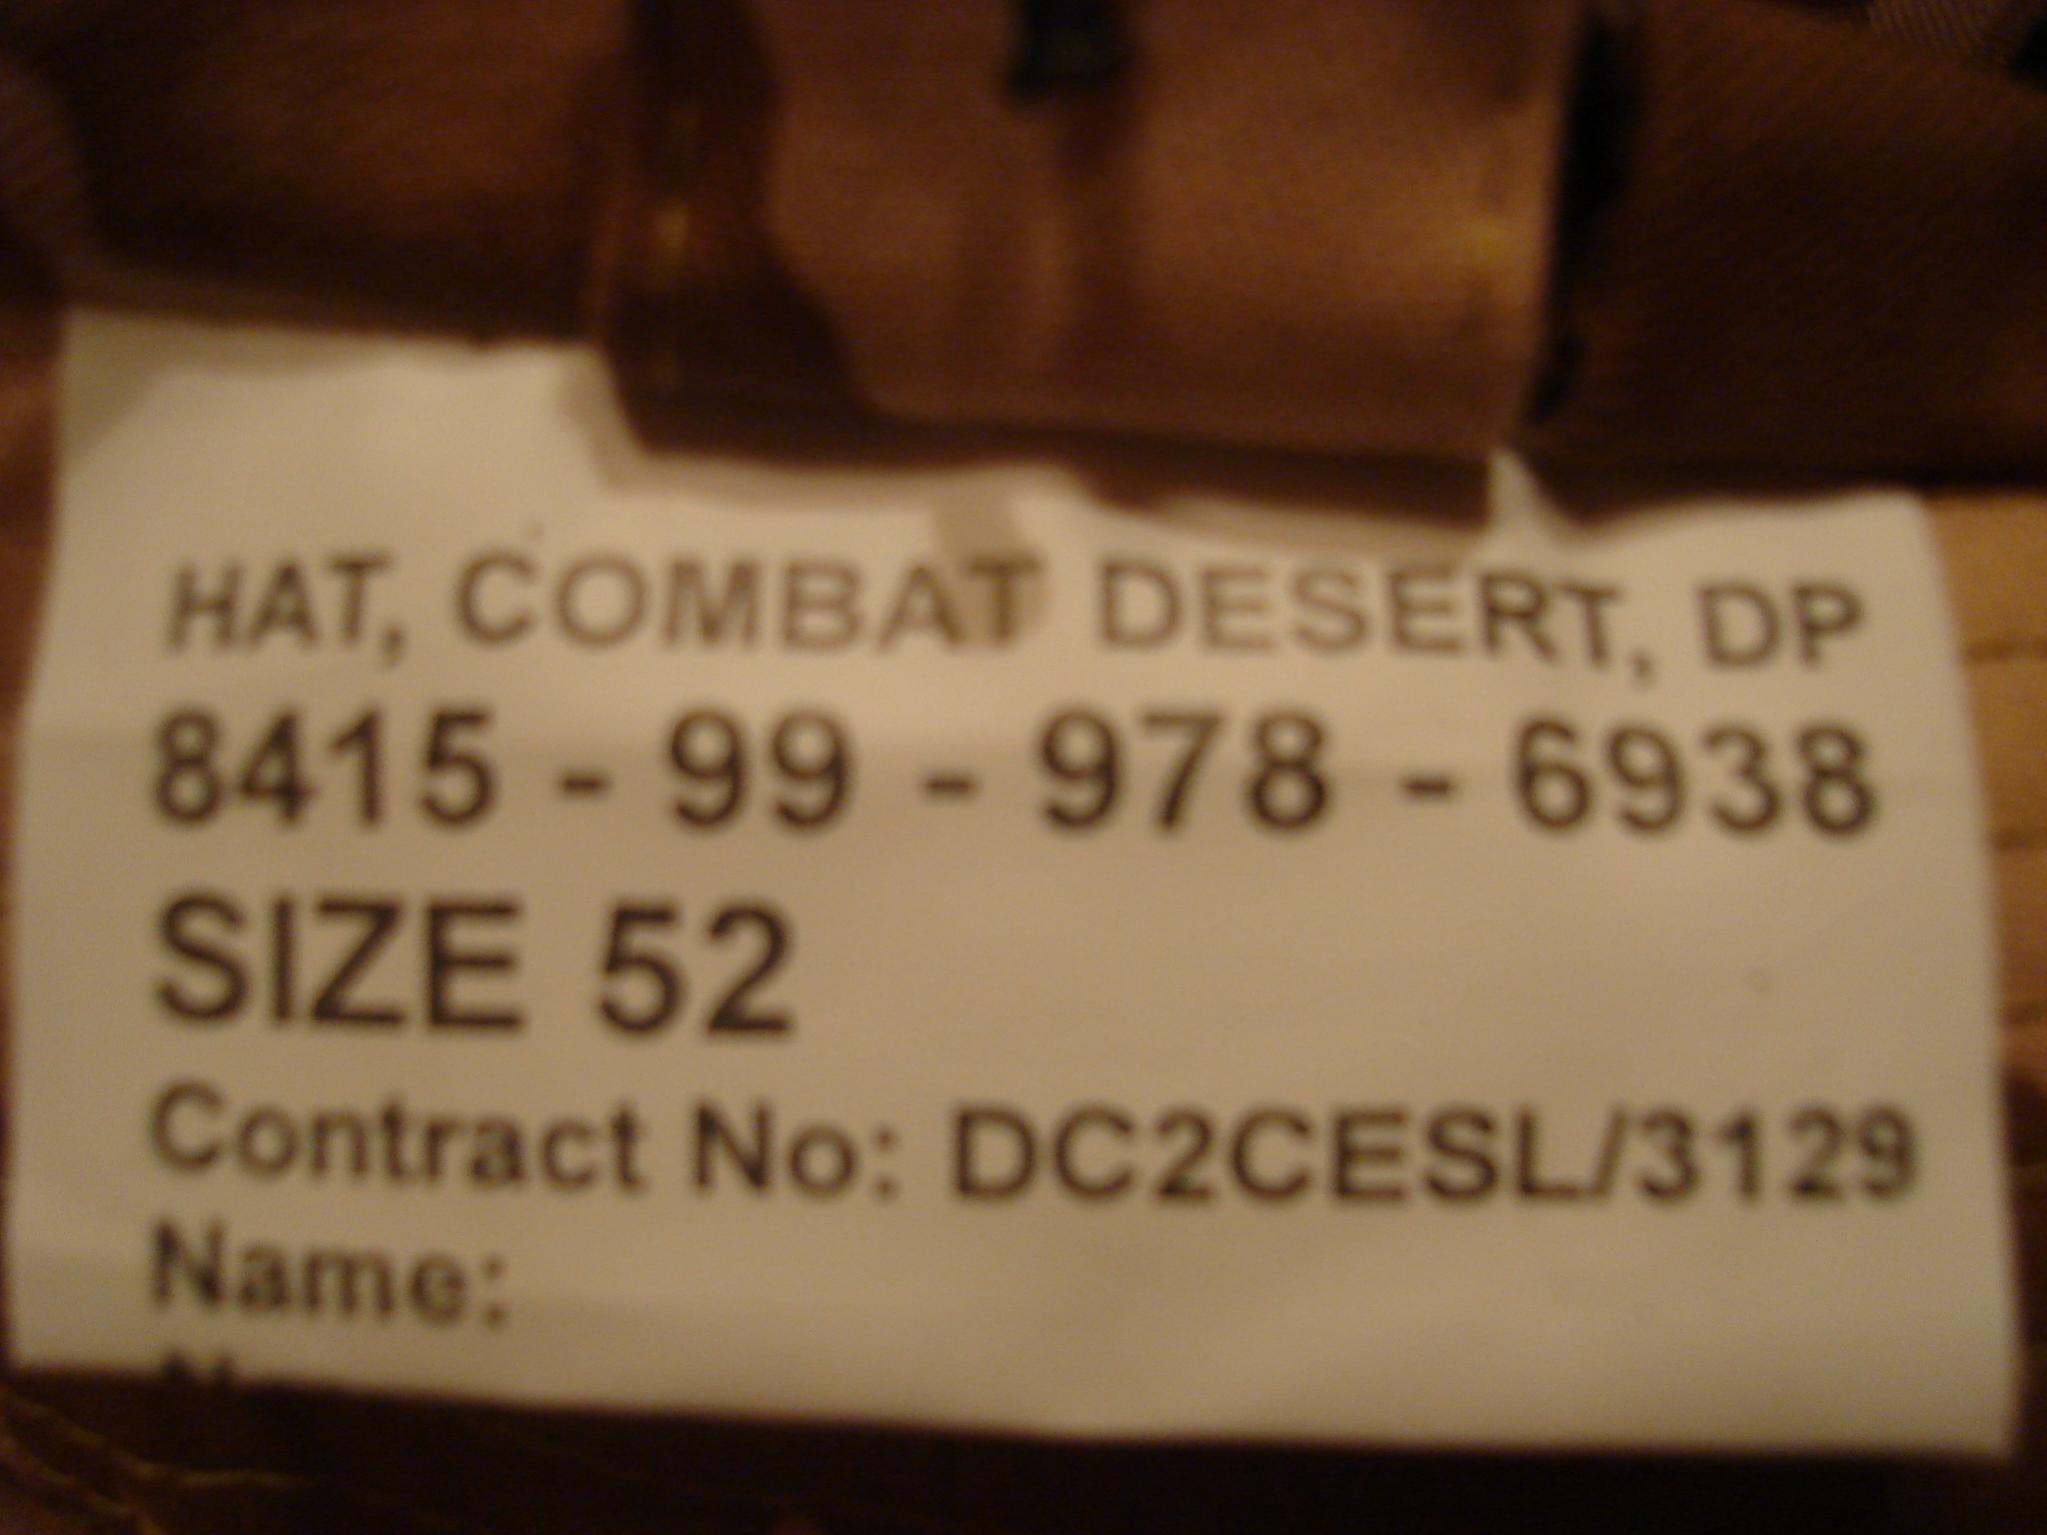 HAT, COMBAT DESERT, DP
8415 - 99 - 978 - 6938
SIZE 52
Contract No: DC2CESL/3129
Name: